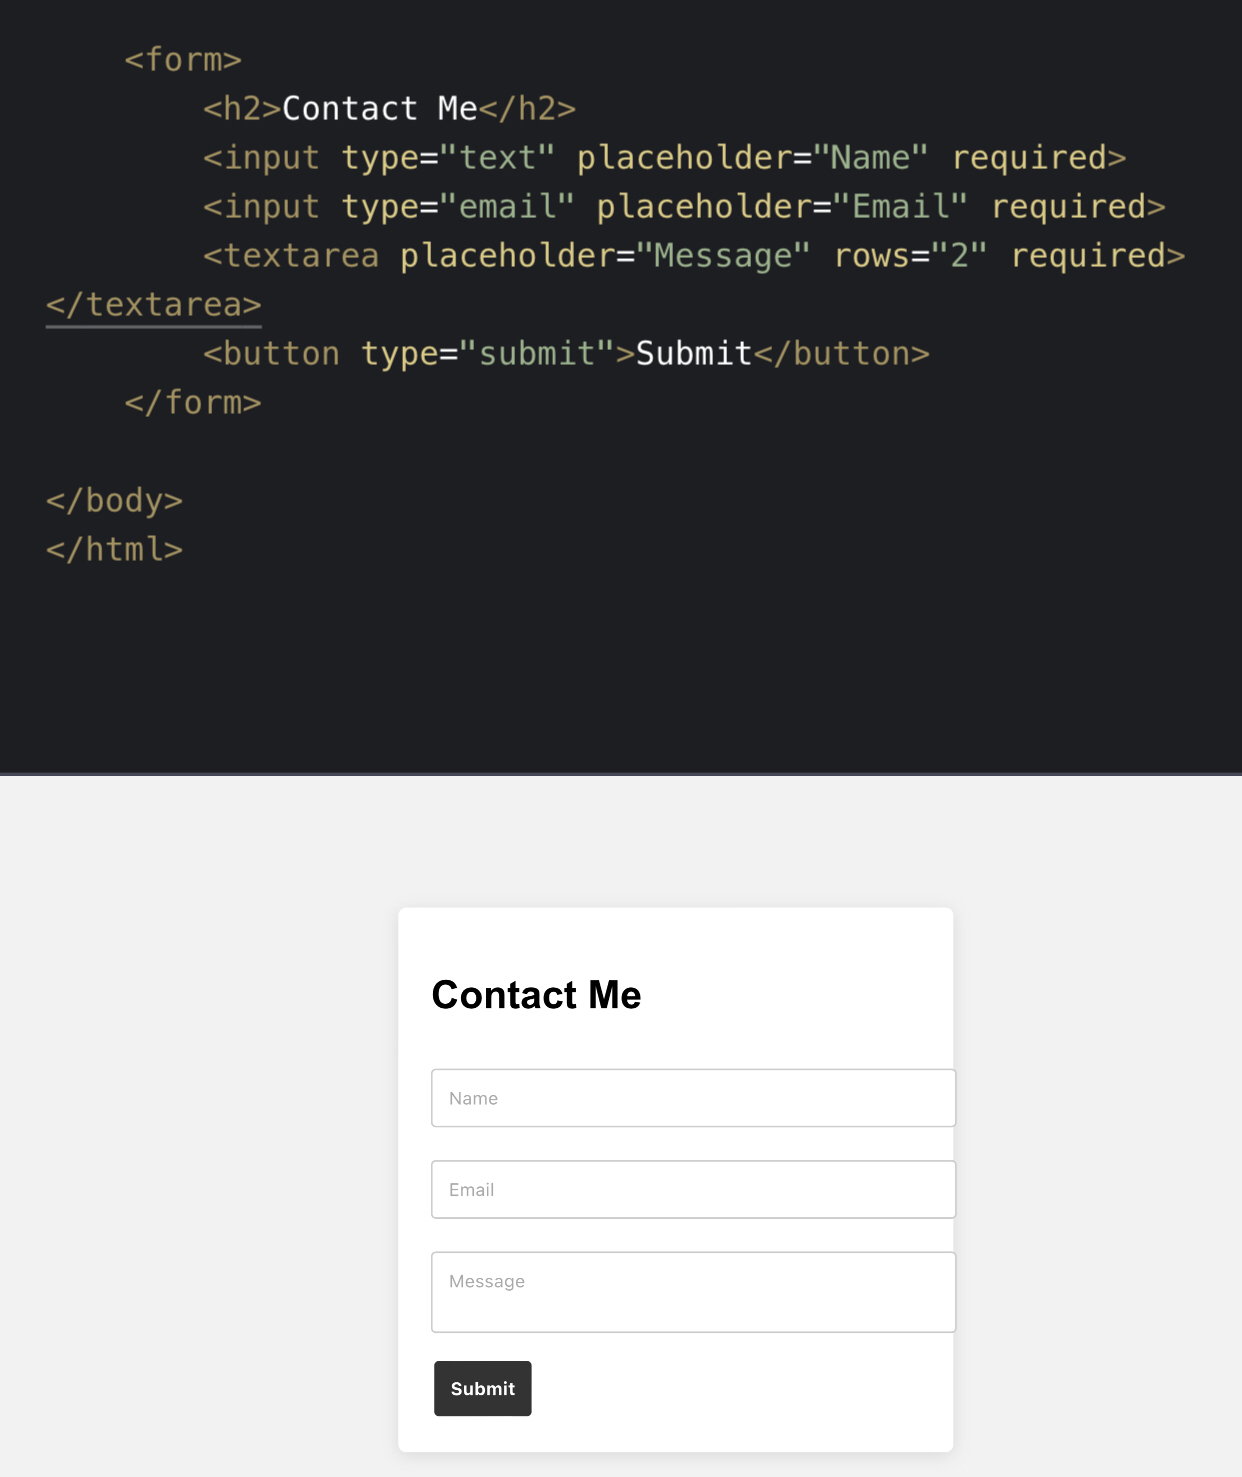 <form>
<h2>Contact Me</h2>
<input type="text" placeholder="Name" required>
<input type="email" placeholder="Email" required>
<textarea placeholder="Message" rows="2" required>
</textarea>
<button type="submit">Submit</button>
</form>
</body>
</html>
Contact Me
Name
Email
Message
Submit